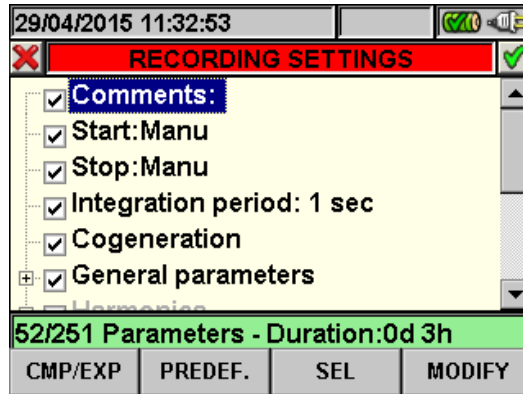 29/04/2015 11:32:53
RECORDING SETTINGS
Comments:
Start:Manu
Stop:Manu
Integration period: 1 sec
Cogeneration
General parameters
Harmonics
52/251 Parameters - Duration:0d 3h
CMP/EXP PREDEF. SEL MODIFY